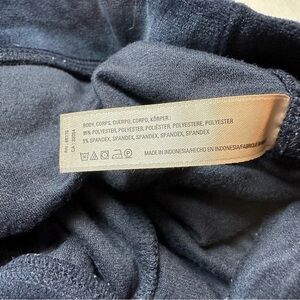 BODY, CORPS, CUERPO, CORPO, KÖRPER:
95% POLYESTER, POLYESTER, POLIÉSTER, POLIESTERE, POLYESTER
5% SPANDEX, SPANDEX, SPANDEX, SPANDEX
MADE IN INDONESIA/HECHO EN INDONESIA/FABRIQUÉ